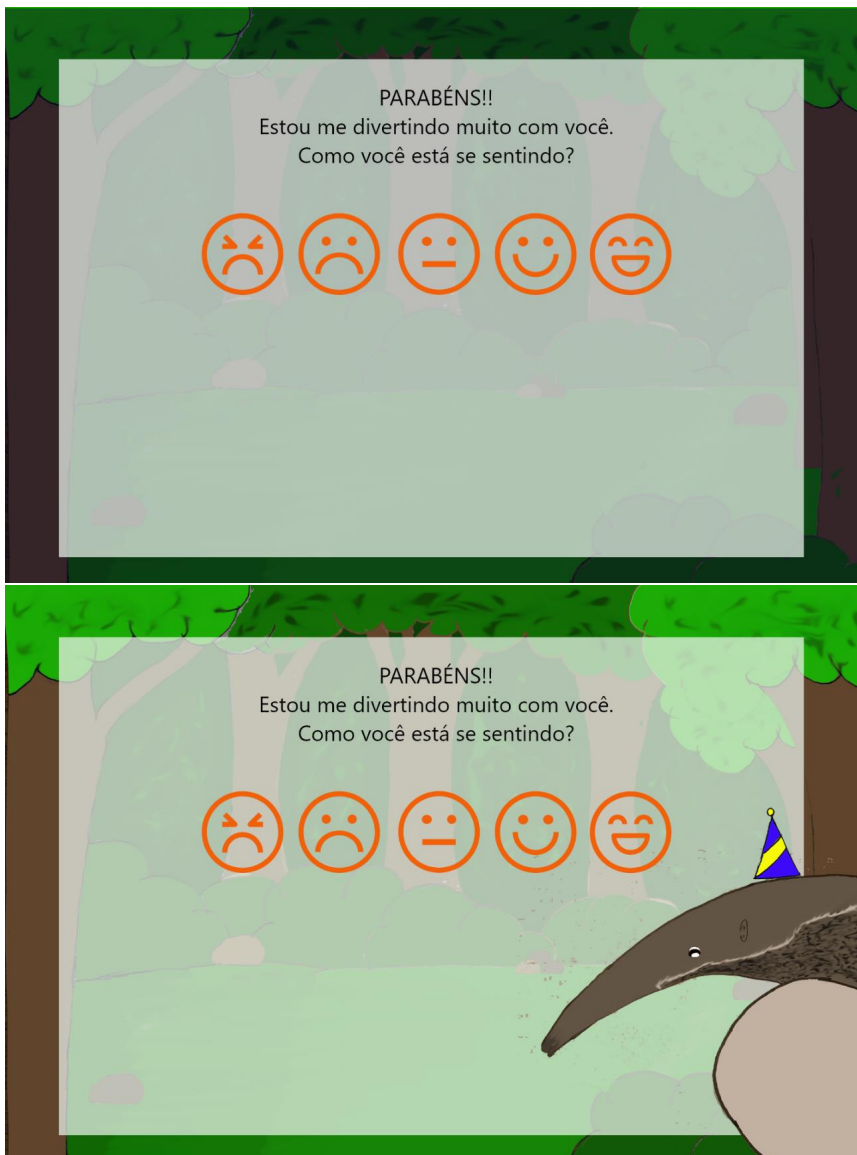 PARABÉNS!!
Estou me divertindo muito com você.
Como você está se sentindo?
PARABÉNS!!
Estou me divertindo muito com você.
Como você está se sentindo?